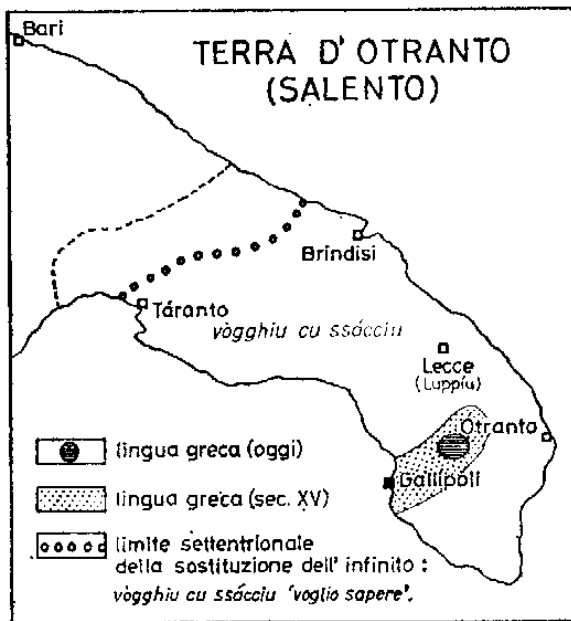 Bari
TERRA D'OTRANTO
(SALENTO)
Brindisi
Táranto
vògghiu cu ssácciu
Lecce
(Luppíu)
Otranto
Gallipoli
lingua greca (oggi)
lingua greca (sec. XV)
limite settentrionale
della sostituzione dell'infinito:
vògghiu cu ssácciu 'voglio sapere'.